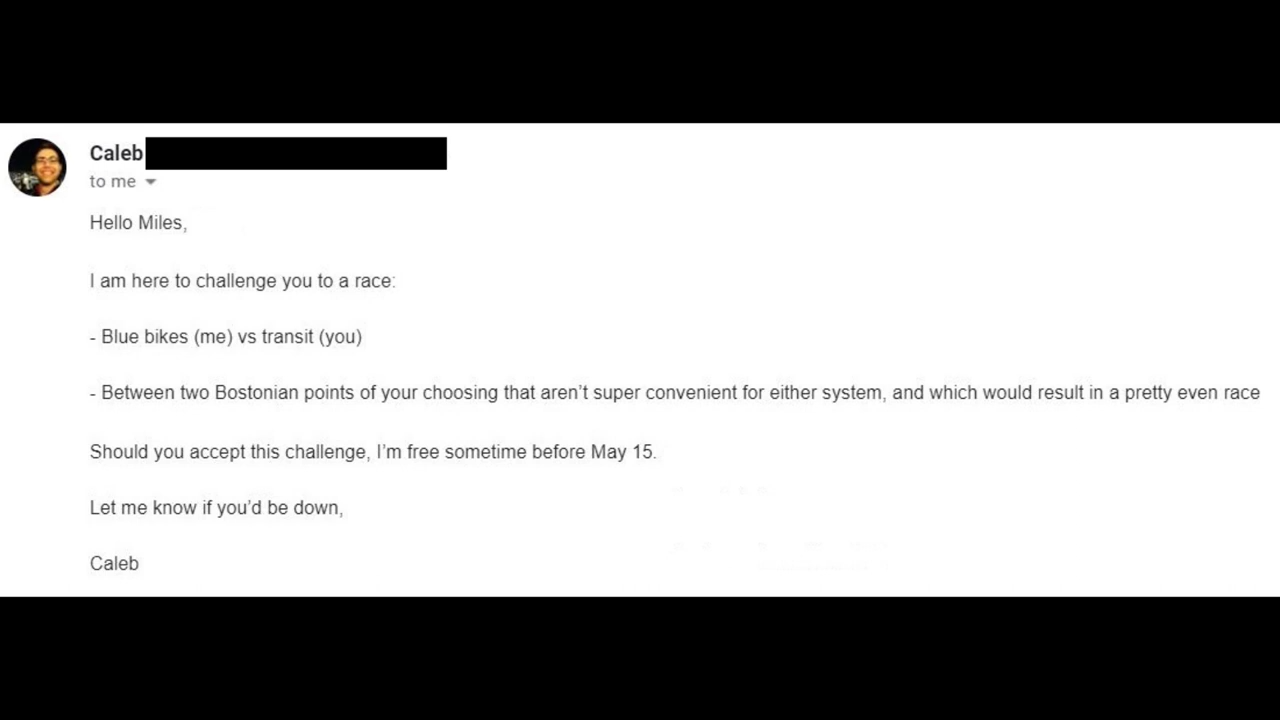 Caleb
to me
Hello Miles,
I am here to challenge you to a race:
- Blue bikes (me) vs transit (you)
- Between two Bostonian points of your choosing that aren’t super convenient for either system, and which would result in a pretty even race
Should you accept this challenge, I’m free sometime before May 15.
Let me know if you’d be down,
Caleb